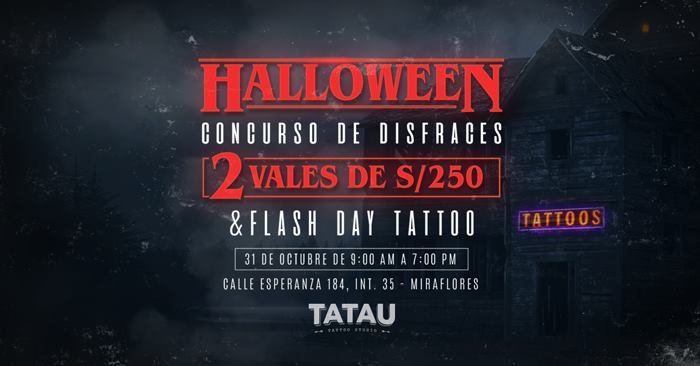 HALLOWEEN
CONCURSO DE DISFRACES
2 VALES DE S/250
& FLASH DAY TATTOO
TATTOOS
31 DE OCTUBRE DE 9:00 AM A 7:00 PM
CALLE ESPERANZA 184, INT. 35 - MIRAFLORES
TATAU
TATTOO STUDIO